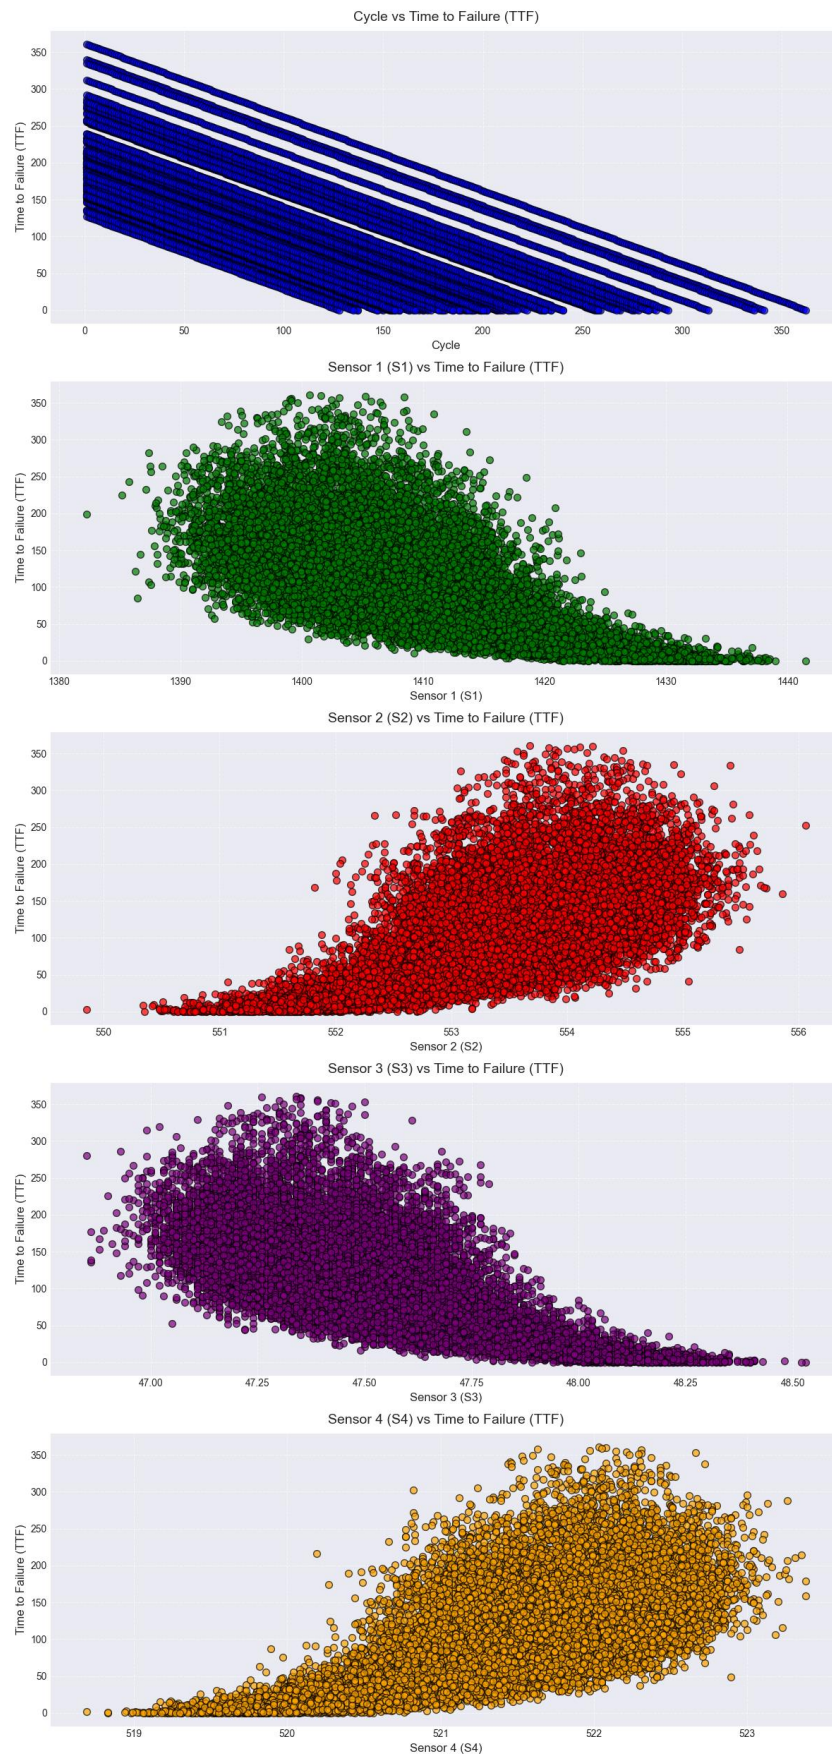 Cycle vs Time to Failure (TTF)
Time to Failure (TTF)
350
300
250
200
150
100
50
0
0 50 100 150 200 250 300 350
Cycle
Sensor 1 (S1) vs Time to Failure (TTF)
Time to Failure (TTF)
350
300
250
200
150
100
50
0
1380 1390 1400 1410 1420 1430 1440
Sensor 1 (S1)
Sensor 2 (S2) vs Time to Failure (TTF)
Time to Failure (TTF)
350
300
250
200
150
100
50
0
550 551 552 553 554 555 556
Sensor 2 (S2)
Sensor 3 (S3) vs Time to Failure (TTF)
Time to Failure (TTF)
350
300
250
200
150
100
50
0
47.00 47.25 47.50 47.75 48.00 48.25 48.50
Sensor 3 (S3)
Sensor 4 (S4) vs Time to Failure (TTF)
Time to Failure (TTF)
350
300
250
200
150
100
50
0
519 520 521 522 523
Sensor 4 (S4)